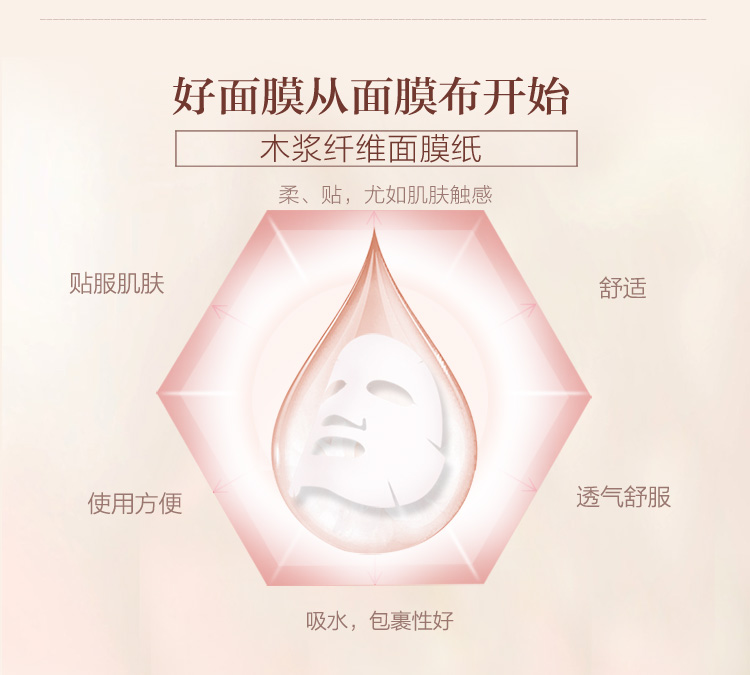 好面膜从面膜布开始
木浆纤维面膜纸
柔、贴，尤如肌肤触感
贴服肌肤
舒适
使用方便
透气舒服
吸水，包裹性好